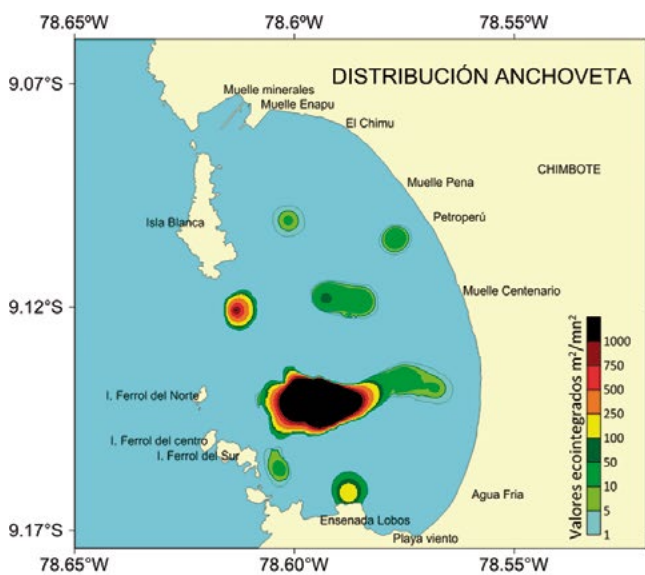 78.65°W
78.60°W
78.55°W
9.07°S
DISTRIBUCIÓN ANCHOVETA
Muelle minerales
Muelle Enapu
El Chimu
CHIMBOTE
Muelle Pena
Petroperú
Isla Blanca
Muelle Centenario
9.12°S
Valores ecointegrados m²/mn²
1000
750
500
250
100
50
10
5
1
I. Ferrol del Norte
I. Ferrol del centro
I. Ferrol del Sur
Agua Fria
Ensenada Lobos
Playa viento
9.17°S
78.65°W
78.60°W
78.55°W